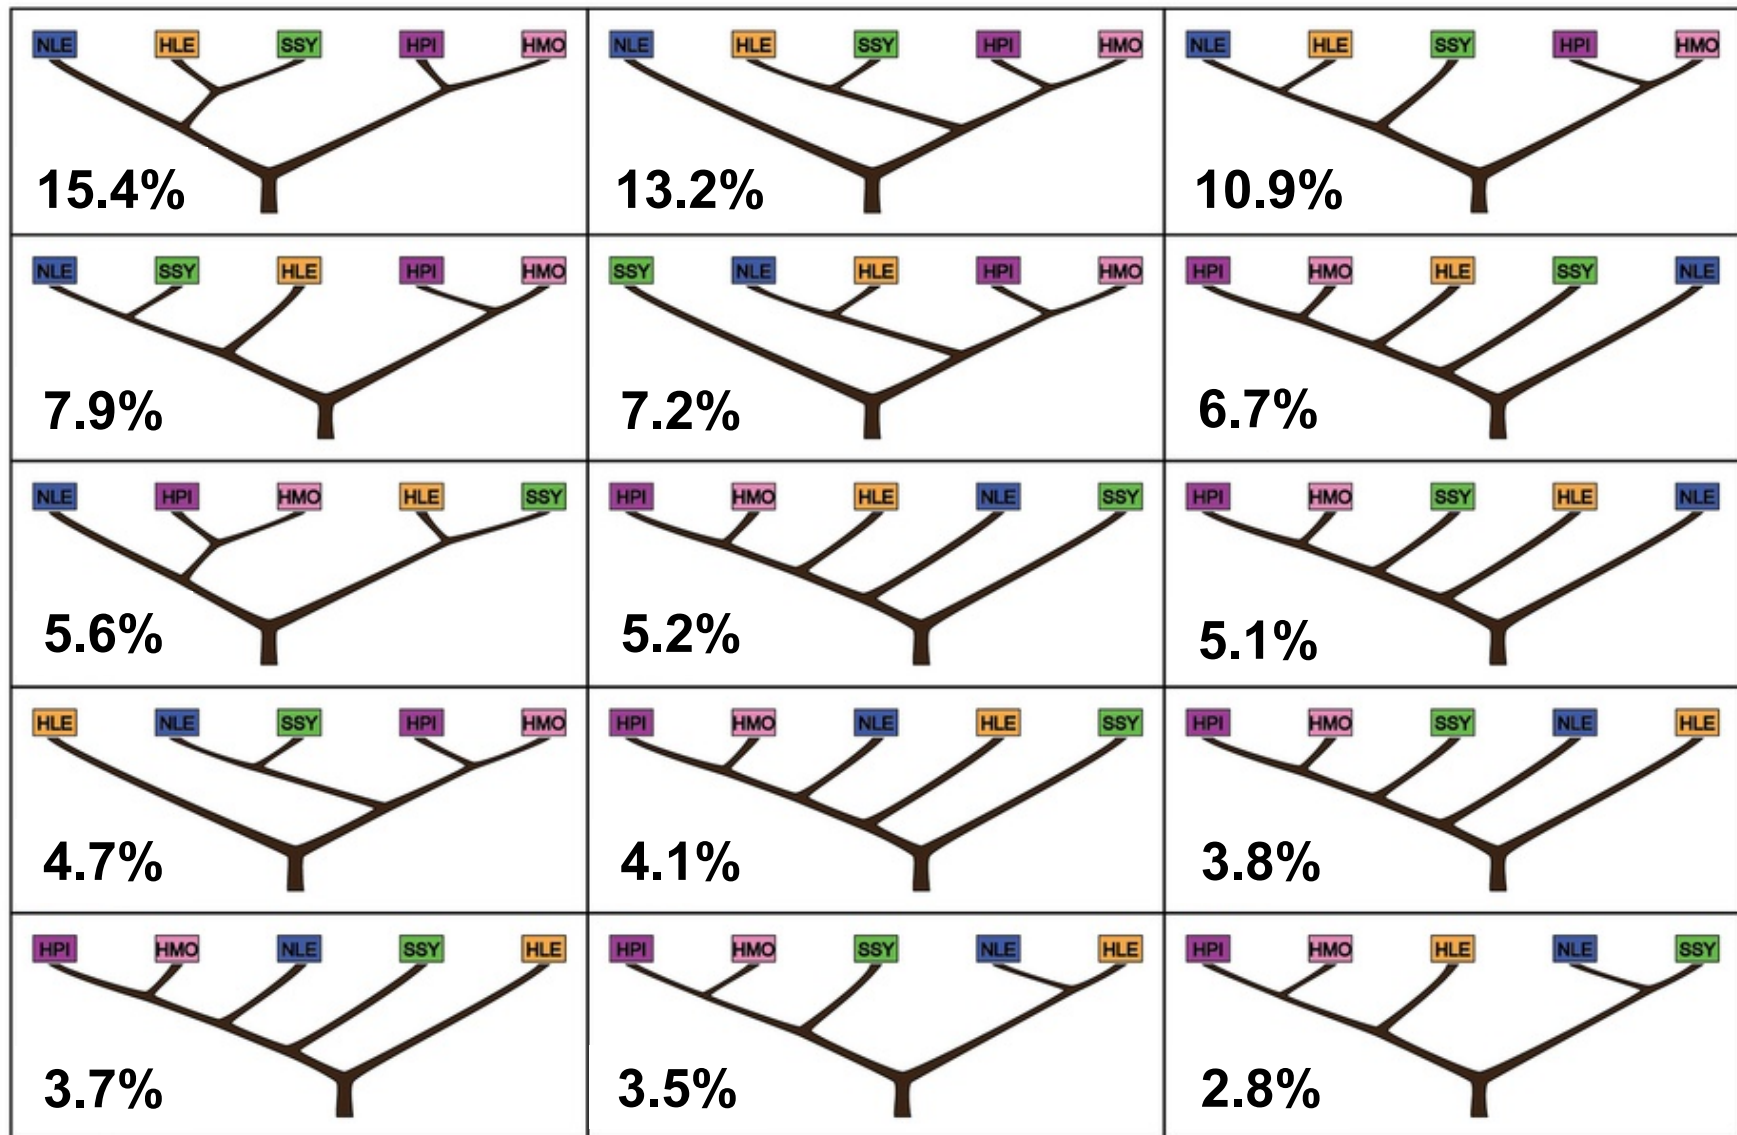 NLE HLE SSY HPI HMO
15.4%
NLE HLE SSY HPI HMO
13.2%
NLE HLE SSY HPI HMO
10.9%
NLE SSY HLE HPI HMO
7.9%
SSY NLE HLE HPI HMO
7.2%
HPI HMO HLE SSY NLE
6.7%
NLE HPI HMO HLE SSY
5.6%
HPI HMO HLE NLE SSY
5.2%
HPI HMO SSY HLE NLE
5.1%
HLE NLE SSY HPI HMO
4.7%
HPI HMO NLE HLE SSY
4.1%
HPI HMO SSY NLE HLE
3.8%
HPI HMO NLE SSY HLE
3.7%
HPI HMO SSY NLE HLE
3.5%
HPI HMO HLE NLE SSY
2.8%